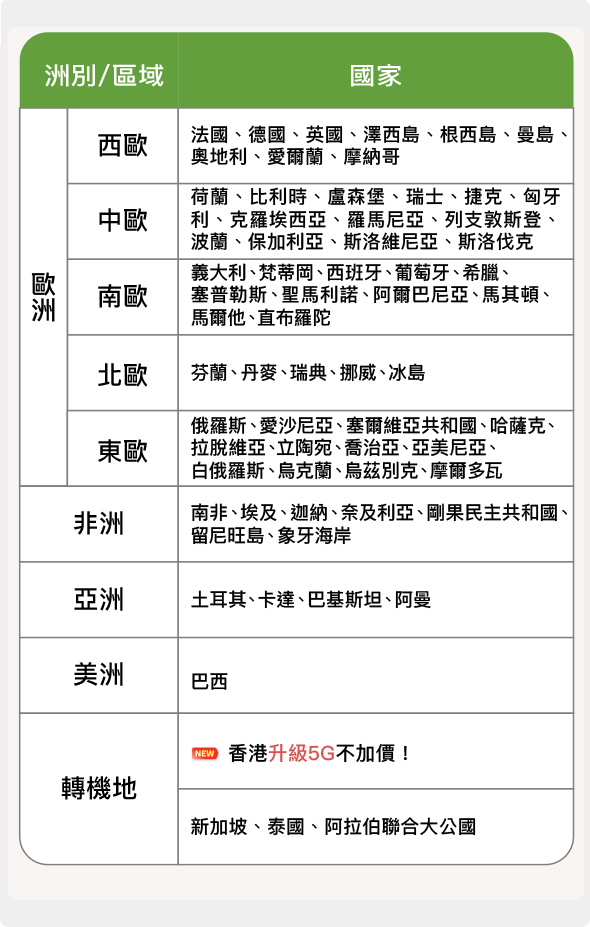 洲別/區域
國家
歐洲
西歐
法國、德國、英國、澤西島、根西島、曼島、
奧地利、愛爾蘭、摩納哥
中歐
荷蘭、比利時、盧森堡、瑞士、捷克、匈牙
利、克羅埃西亞、羅馬尼亞、列支敦斯登、
波蘭、保加利亞、斯洛維尼亞、斯洛伐克
南歐
義大利、梵蒂岡、西班牙、葡萄牙、希臘、
塞普勒斯、聖馬利諾、阿爾巴尼亞、馬其頓、
馬爾他、直布羅陀
北歐
芬蘭、丹麥、瑞典、挪威、冰島
東歐
俄羅斯、愛沙尼亞、塞爾維亞共和國、哈薩克、
拉脫維亞、立陶宛、喬治亞、亞美尼亞、
白俄羅斯、烏克蘭、烏茲別克、摩爾多瓦
非洲
南非、埃及、迦納、奈及利亞、剛果民主共和國、
留尼旺島、象牙海岸
亞洲
土耳其、卡達、巴基斯坦、阿曼
美洲
巴西
轉機地
NEW 香港升級5G不加價！
新加坡、泰國、阿拉伯聯合大公國